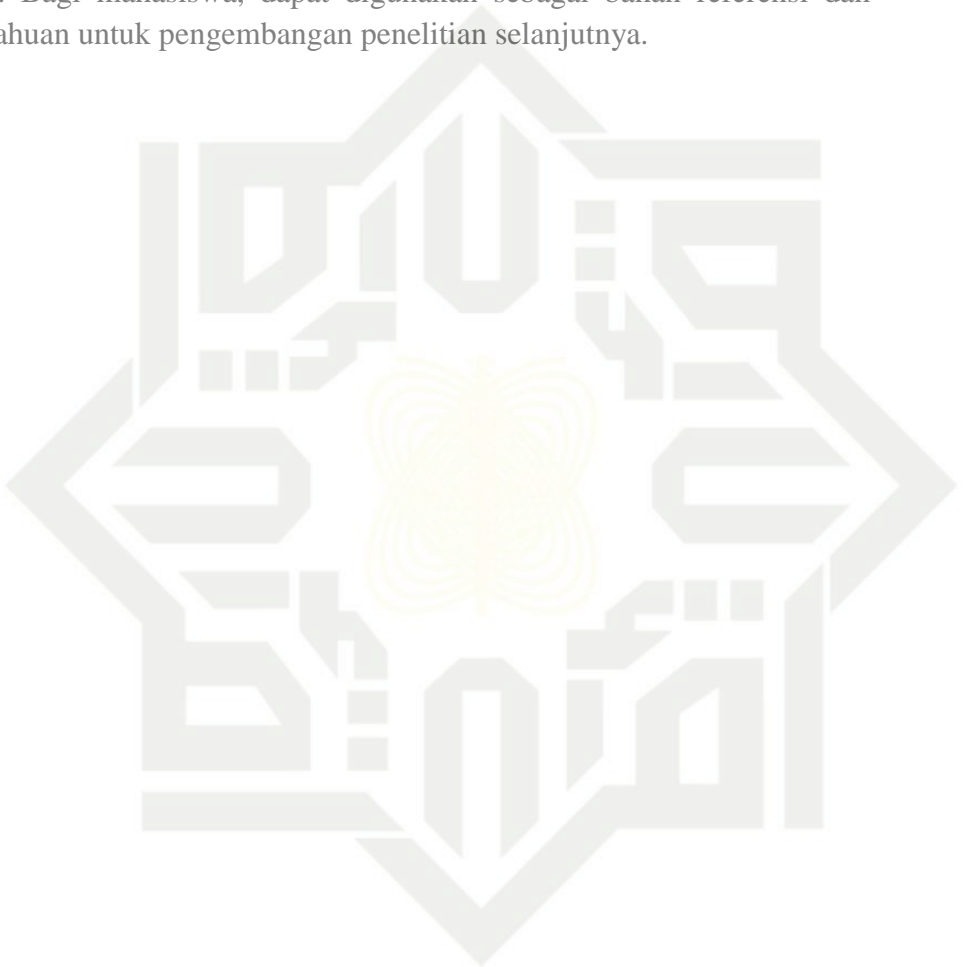 . Bagi mahasiswa, dapat digunakan sebagai bahan referensi dan
ahuan untuk pengembangan penelitian selanjutnya.